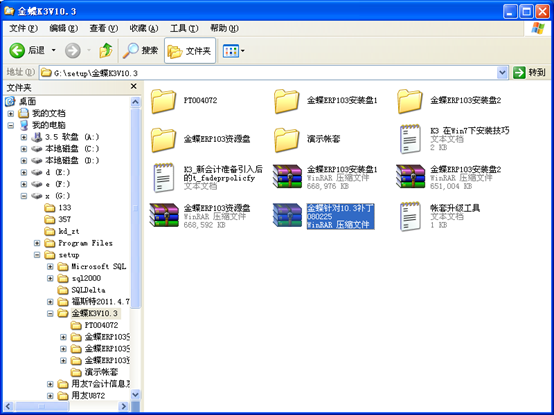 金蝶K3V10.3
文件(F) 编辑(E) 查看(V) 收藏(A) 工具(T) 帮助(H)
后退 搜索 文件夹
地址(D) G:\setup\金蝶K3V10.3 转到
文件夹
桌面
我的文档
我的电脑
3.5 软盘 (A:)
本地磁盘 (C:)
本地磁盘 (D:)
d (E:)
e (F:)
x (G:)
133
357
kd_zt
Program Files
setup
Microsoft SQL
sql2000
SQLDelta
福斯特2011.4.7
金蝶K3V10.3
PT004072
金蝶ERP103安
金蝶ERP103安
金蝶ERP103资
演示帐套
用友7会计信息发
用友U872
PT004072
金蝶ERP103安装盘1
金蝶ERP103安装盘2
金蝶ERP103资源盘
演示帐套
K3 在Win7下安装技巧
文本文档
2 KB
K3_新会计准备引入后
的t_fadeprpolicfy
文本文档
金蝶ERP103安装盘1
WinRAR 压缩文件
668,976 KB
金蝶ERP103安装盘2
WinRAR 压缩文件
651,004 KB
金蝶ERP103资源盘
WinRAR 压缩文件
668,592 KB
金蝶针对10.3补丁
080225
WinRAR 压缩文件
帐套升级工具
文本文档
1 KB